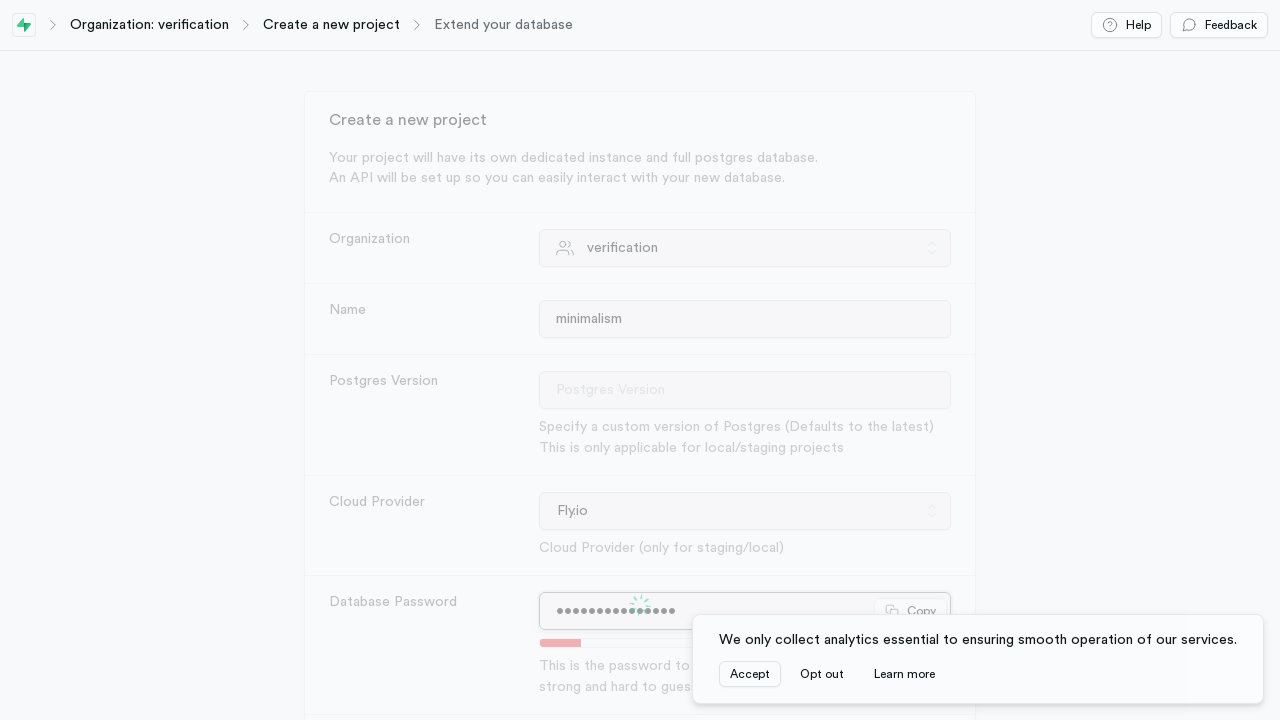 Organization: verification
Create a new project
Extend your database
Help
Feedback
Create a new project
Your project will have its own dedicated instance and full postgres database.
An API will be set up so you can easily interact with your new database.
Organization
verification
Name
minimalism
Postgres Version
Postgres Version
Specify a custom version of Postgres (Defaults to the latest)
This is only applicable for local/staging projects
Cloud Provider
Fly.io
Cloud Provider (only for staging/local)
Database Password
Copy
This is the password to
strong and hard to gues
We only collect analytics essential to ensuring smooth operation of our services.
Accept
Opt out
Learn more